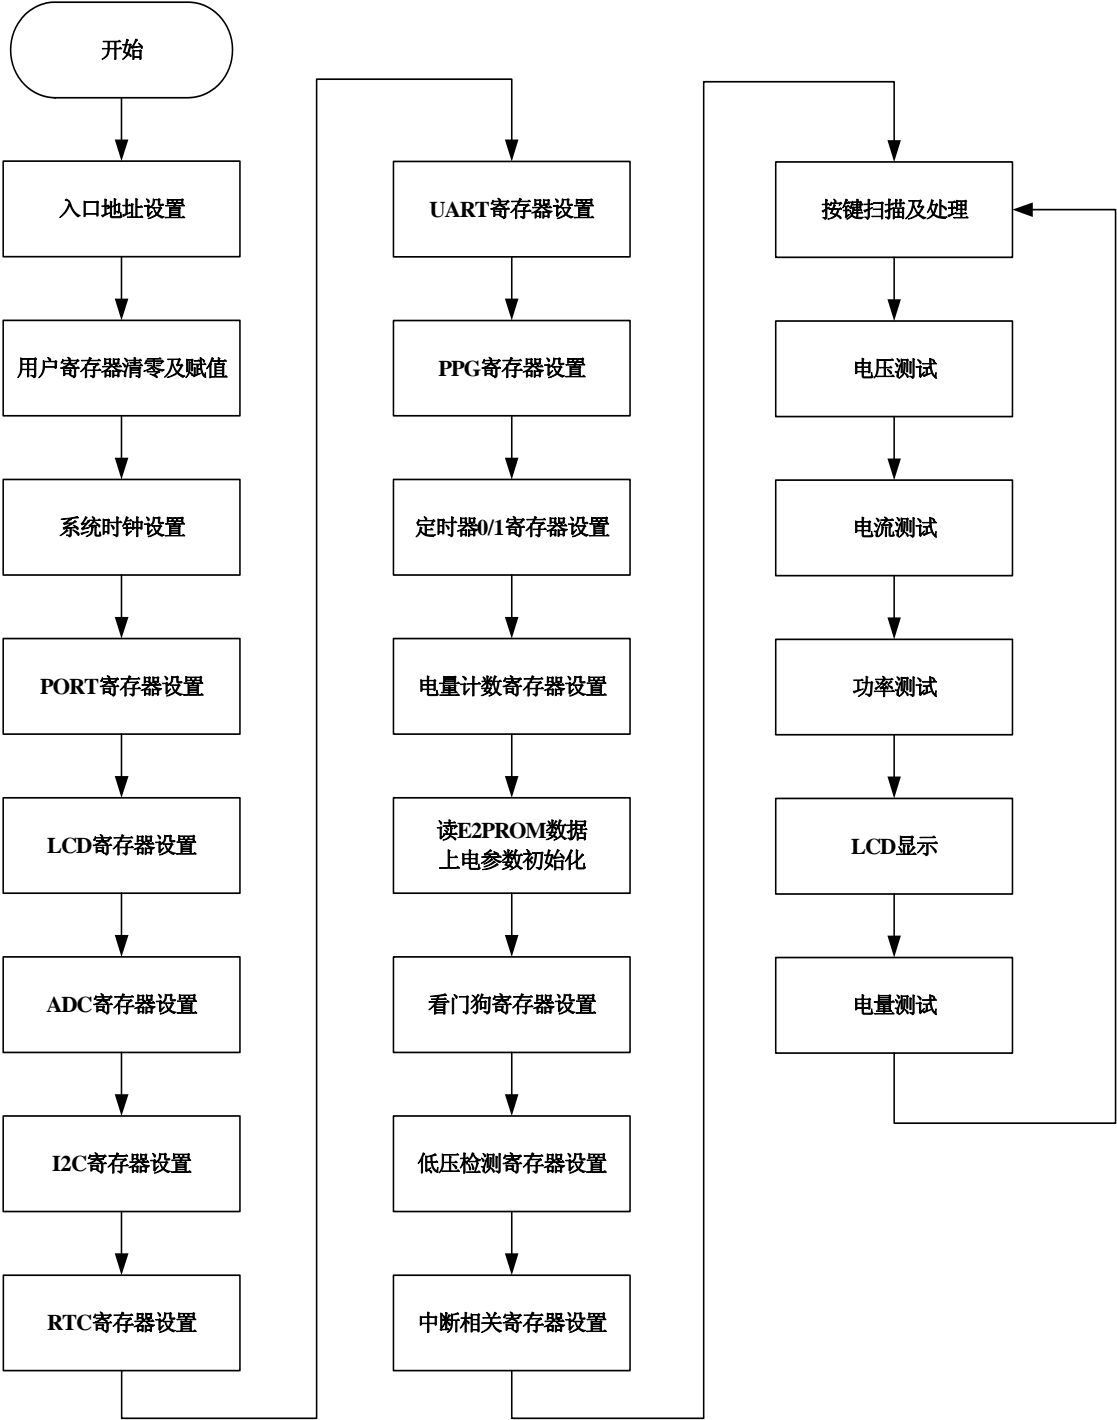 开始
入口地址设置
用户寄存器清零及赋值
系统时钟设置
PORT寄存器设置
LCD寄存器设置
ADC寄存器设置
I2C寄存器设置
RTC寄存器设置
UART寄存器设置
PPG寄存器设置
定时器0/1寄存器设置
电量计数寄存器设置
读E2PROM数据
上电参数初始化
看门狗寄存器设置
低压检测寄存器设置
中断相关寄存器设置
按键扫描及处理
电压测试
电流测试
功率测试
LCD显示
电量测试